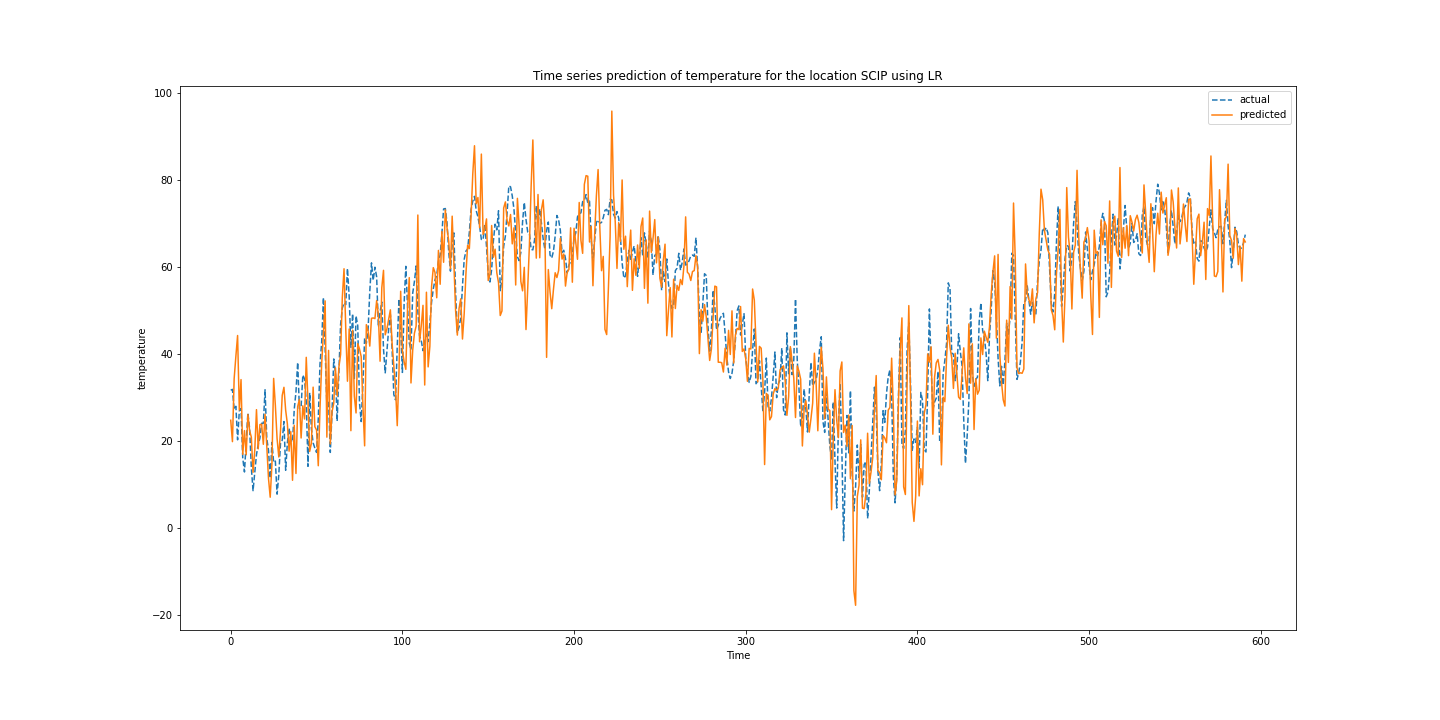 Time series prediction of temperature for the location SCIP using LR
100
80
60
40
20
0
−20
temperature
actual
predicted
0 100 200 300 400 500 600
Time